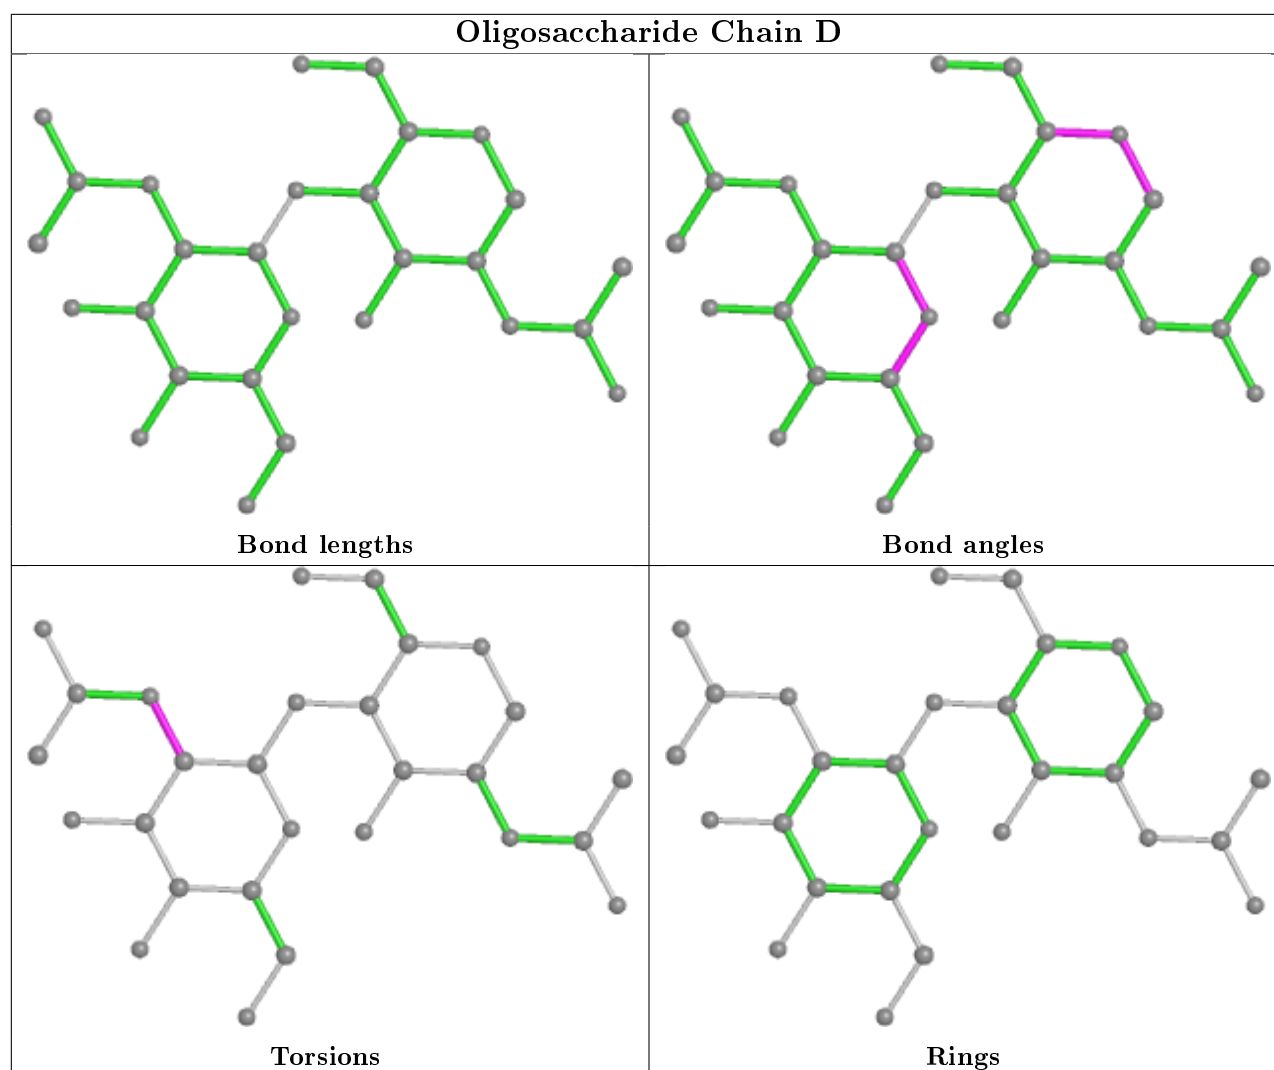 Oligosaccharide Chain D
Bond lengths
Bond angles
Torsions
Rings